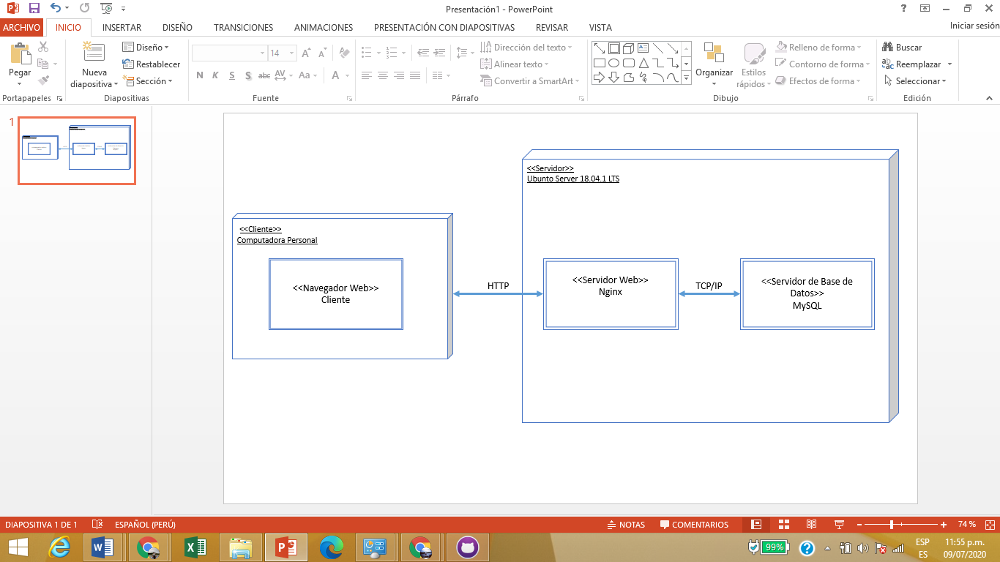 Presentación1 - PowerPoint
ARCHIVO INICIO INSERTAR DISEÑO TRANSICIONES ANIMACIONES PRESENTACIÓN CON DIAPOSITIVAS REVISAR VISTA Iniciar sesión
Pegar
Portapapeles
Nueva
diapositiva
Diseño
Restablecer
Sección
Diapositivas
14
N K S S abc AV Aa A
Fuente
Dirección del texto
Alinear texto
Convertir a SmartArt
Párrafo
Organizar
Estilos
rápidos
Relleno de forma
Contorno de forma
Efectos de forma
Dibujo
Buscar
Reemplazar
Seleccionar
Edición
1
<<Cliente>>
Computadora Personal
<<Navegador Web>>
Cliente
HTTP
<<Servidor>>
Ubunto Server 18.04.1 LTS
<<Servidor Web>>
Nginx
TCP/IP
<<Servidor de Base de
Datos>>
MySQL
DIAPOSITIVA 1 DE 1 ESPAÑOL (PERÚ) NOTAS COMENTARIOS 74 %
99%
ESP
ES
11:55 p.m.
09/07/2020